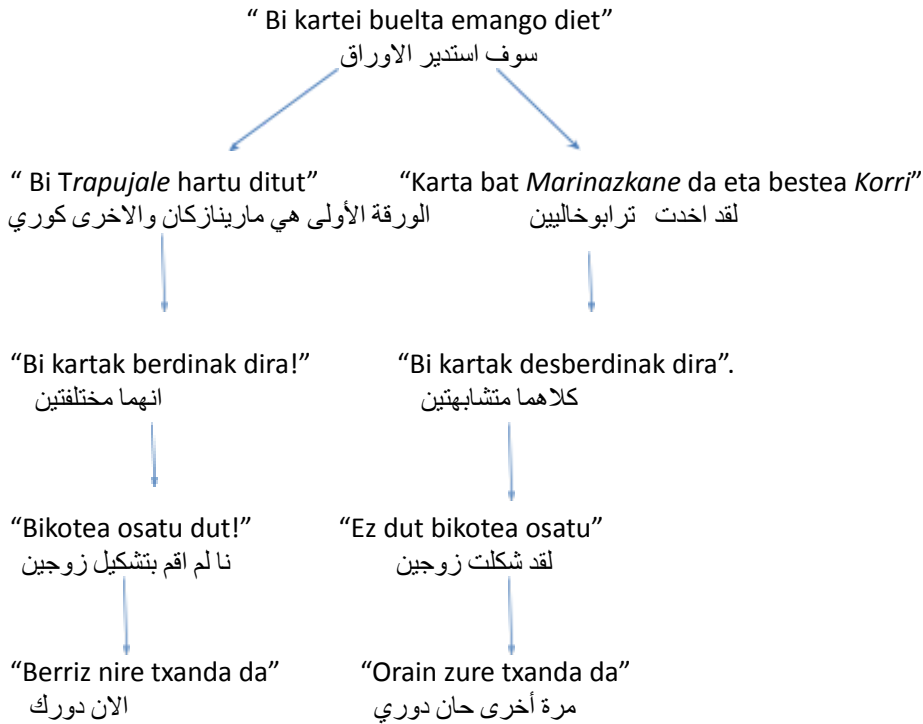 “ Bi kartei buelta emango diet”
سوف استدير الاوراق
“ Bi Trapujale hartu ditut”
“Karta bat Marinazkane da eta bestea Korri”
الورقة الأولى هي مارينازكان والاخرى كوري
لقد اخدت ترابوخاليين
“Bi kartak berdinak dira!”
“Bi kartak desberdinak dira”.
انهما مختلفتين
كلاهما متشابهتين
“Bikotea osatu dut!”
“Ez dut bikotea osatu”
نا لم اقم بتشكيل زوجين
لقد شكلت زوجين
“Berriz nire txanda da”
“Orain zure txanda da”
الان دورك
مرة أخرى حان دوري